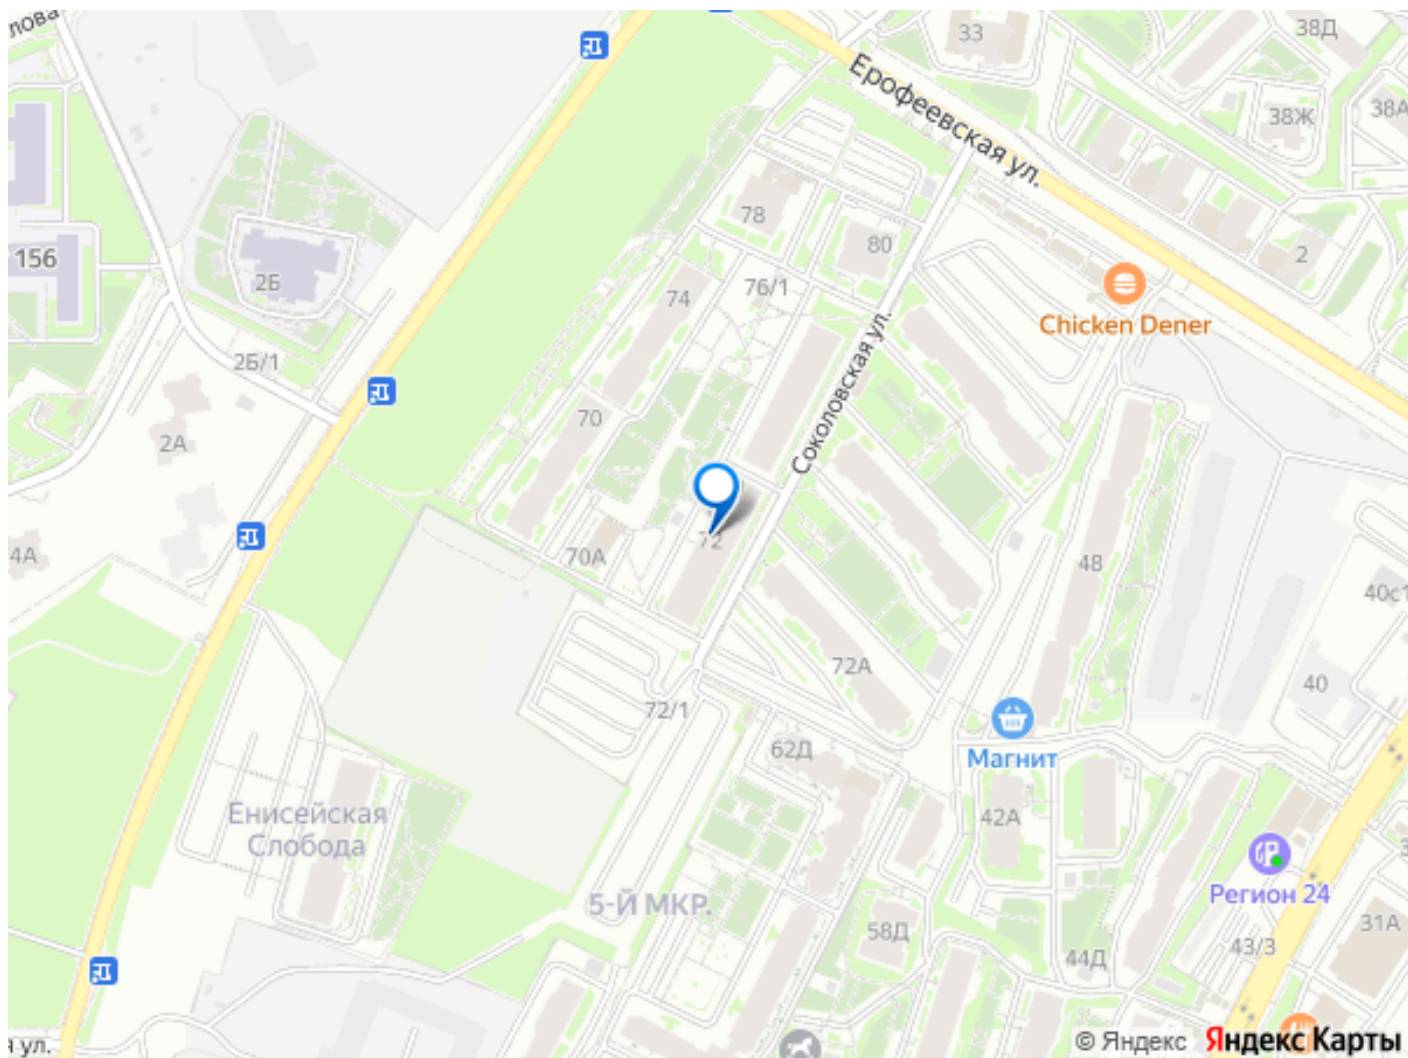 лова
33
38Д
Ерофеевская ул.
38Ж
38А
156
2Б
78
80
2
74
76/1
Chicken Dener
2Б/1
Соколовская ул.
2А
70
4А
70А
72
48
40с1
72А
40
72/1
Магнит
62Д
Енисейская
Слобода
42А
Регион 24
5-Й МКР.
58Д
31А
43/3
44Д
я ул.
© Яндекс
Яндекс Карты